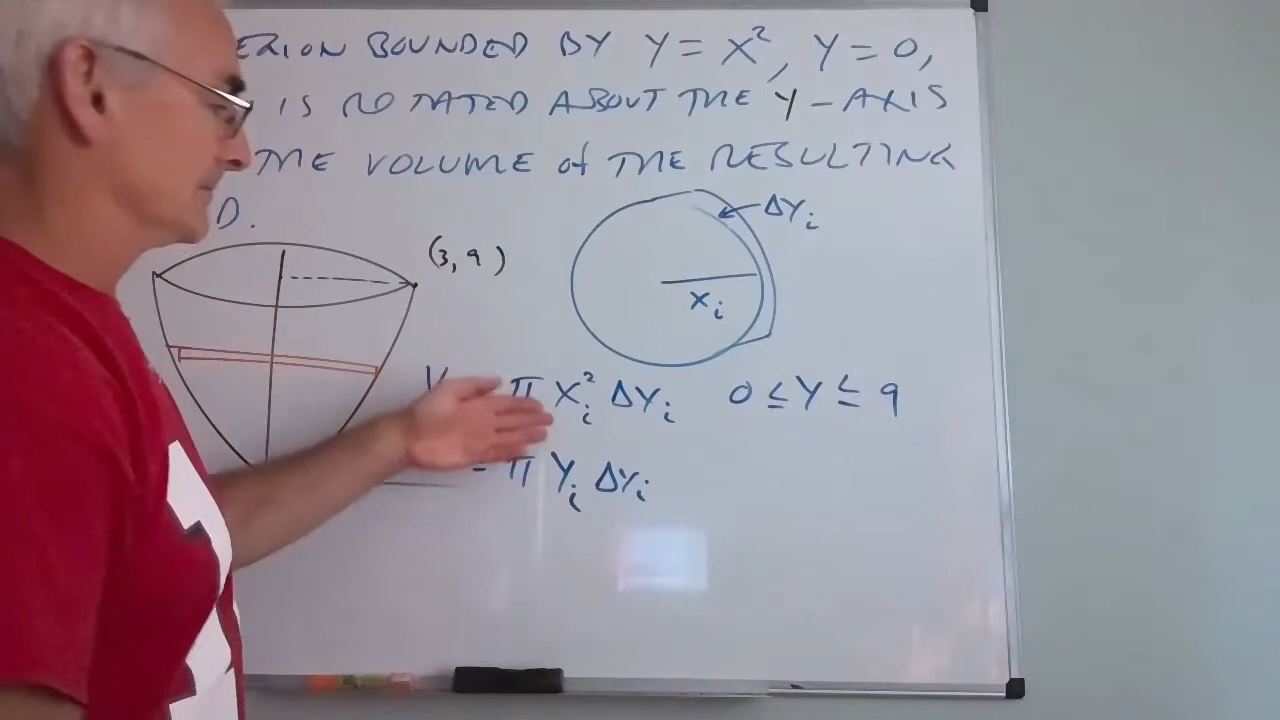 BOUNDED BY Y = X², Y = 0,
IS ROTATED ABOUT THE Y-AXIS
THE VOLUME of THE RESULTING
D.
ΔYᵢ
(3, 9)
Xᵢ
πXᵢ² ΔYᵢ 0 ≤ Y ≤ 9
= πYᵢ ΔYᵢ